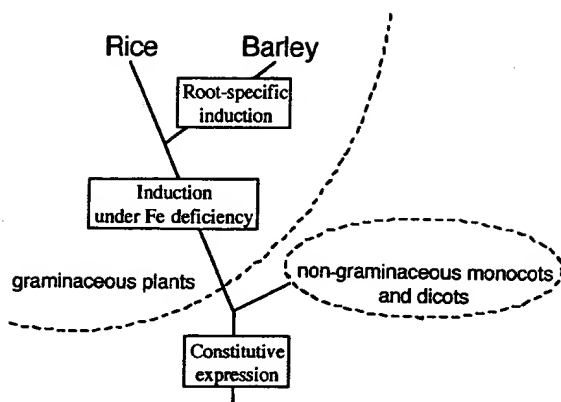 Rice
Barley
Root-specific
induction
Induction
under Fe deficiency
graminaceous plants
non-graminaceous monocots
and dicots
Constitutive
expression